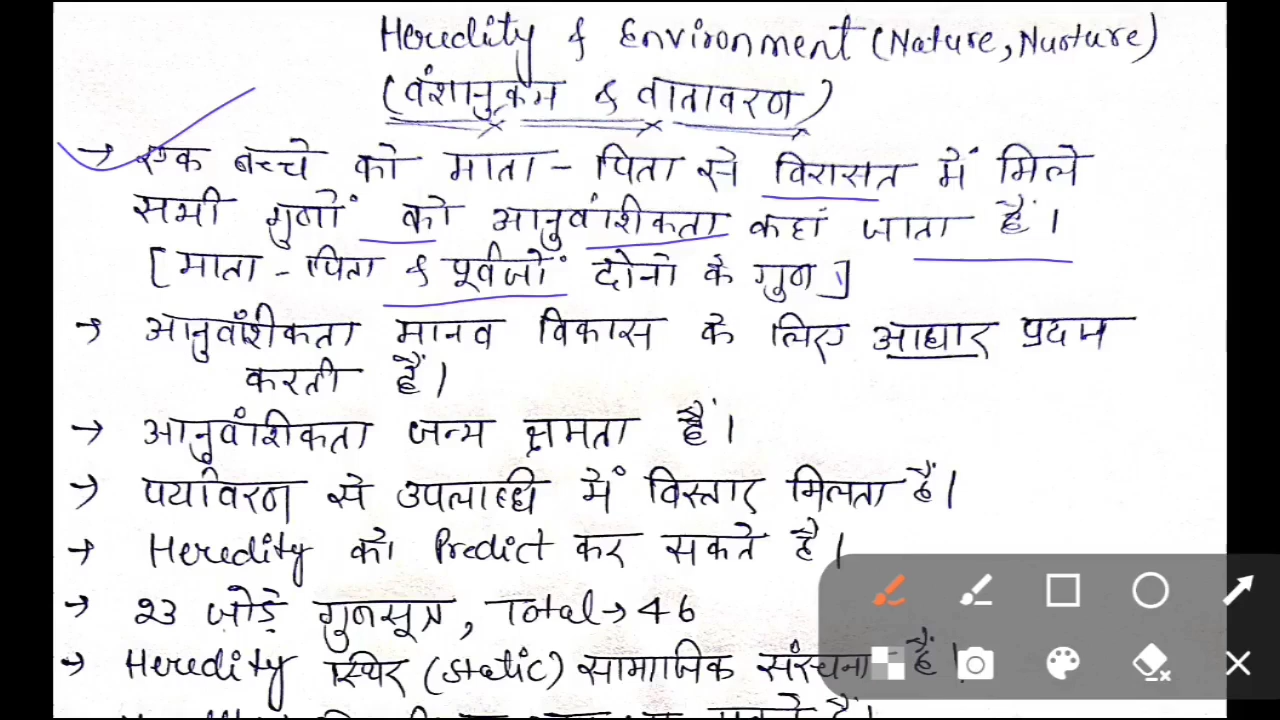 Heredity & Environment (Nature, Nurture)
(वंशानुक्रम & वातावरण)
→ एक बच्चे को माता - पिता से विरासत में मिले
सभी गुणों को आनुवांशीकता कहां जाता हैं।
[माता - पिता & पूर्वजों दोनो के गुण]
→ आनुवांशीकता मानव विकास के लिए आधार प्रदान
करती हैं।
→ आनुवांशिकता जन्म क्षमता हैं।
→ पर्यावरण से उपलब्धि में विस्तार मिलता हैं।
→ Heredity को Predict कर सकते है।
→ 23 जोड़े गुणसूत्र, Total → 46
→ Heredity स्थिर (static) सामाजिक संरचना हैं।